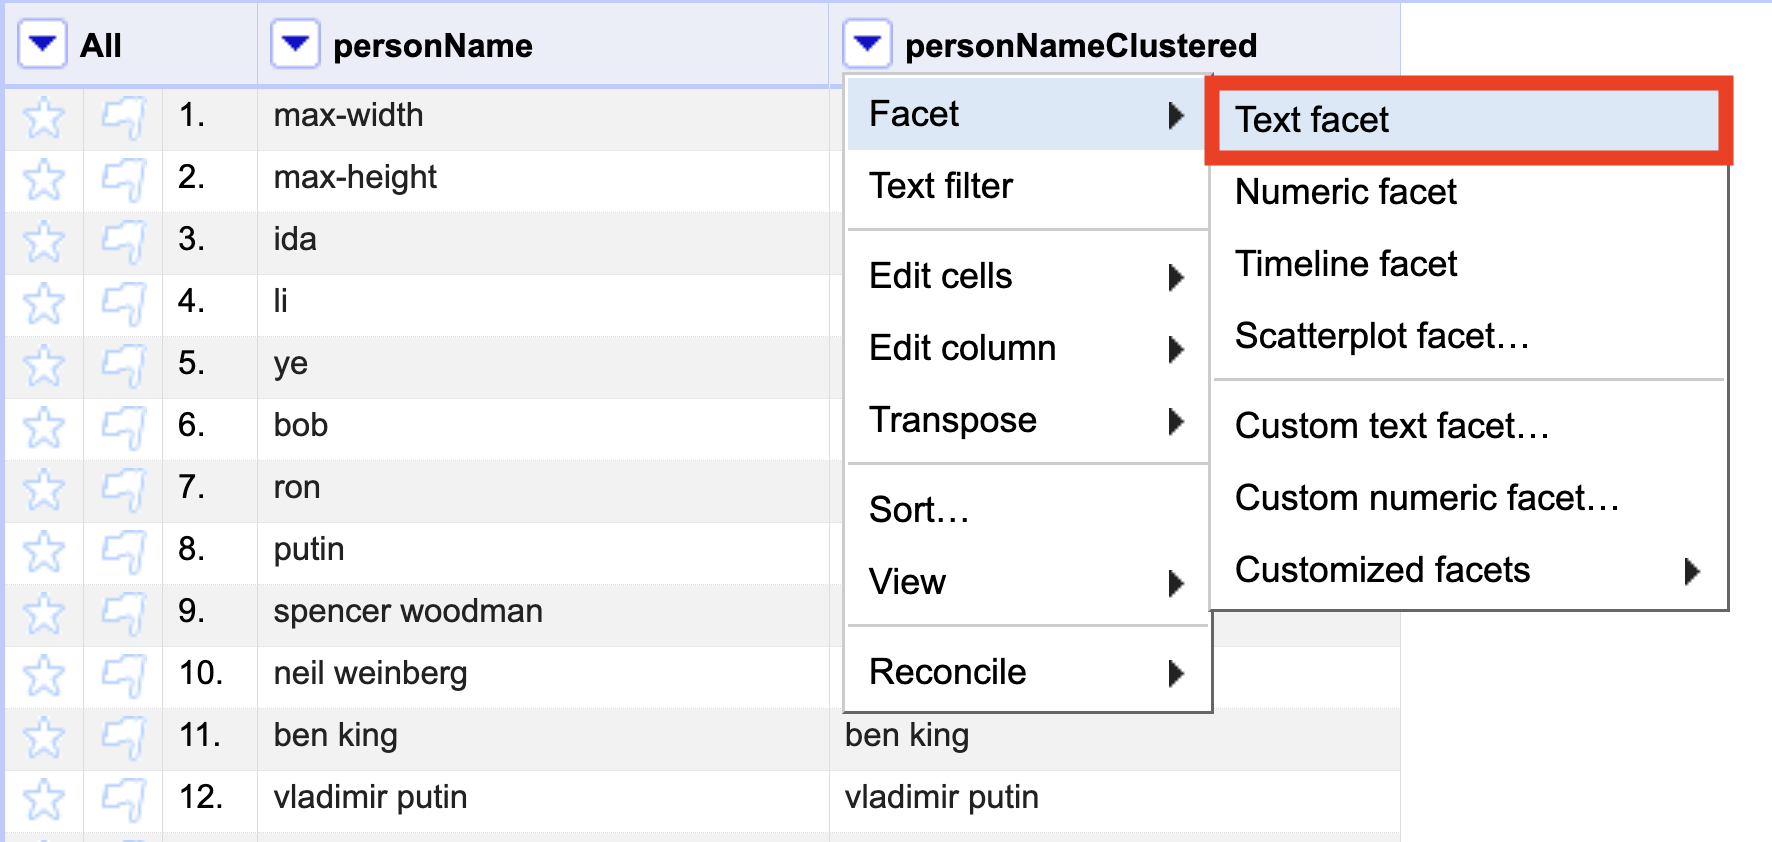 All personName personNameClustered
1. max-width
2. max-height
3. ida
4. li
5. ye
6. bob
7. ron
8. putin
9. spencer woodman
10. neil weinberg
11. ben king ben king
12. vladimir putin vladimir putin
Facet
Text filter
Edit cells
Edit column
Transpose
Sort...
View
Reconcile
Text facet
Numeric facet
Timeline facet
Scatterplot facet...
Custom text facet...
Custom numeric facet...
Customized facets